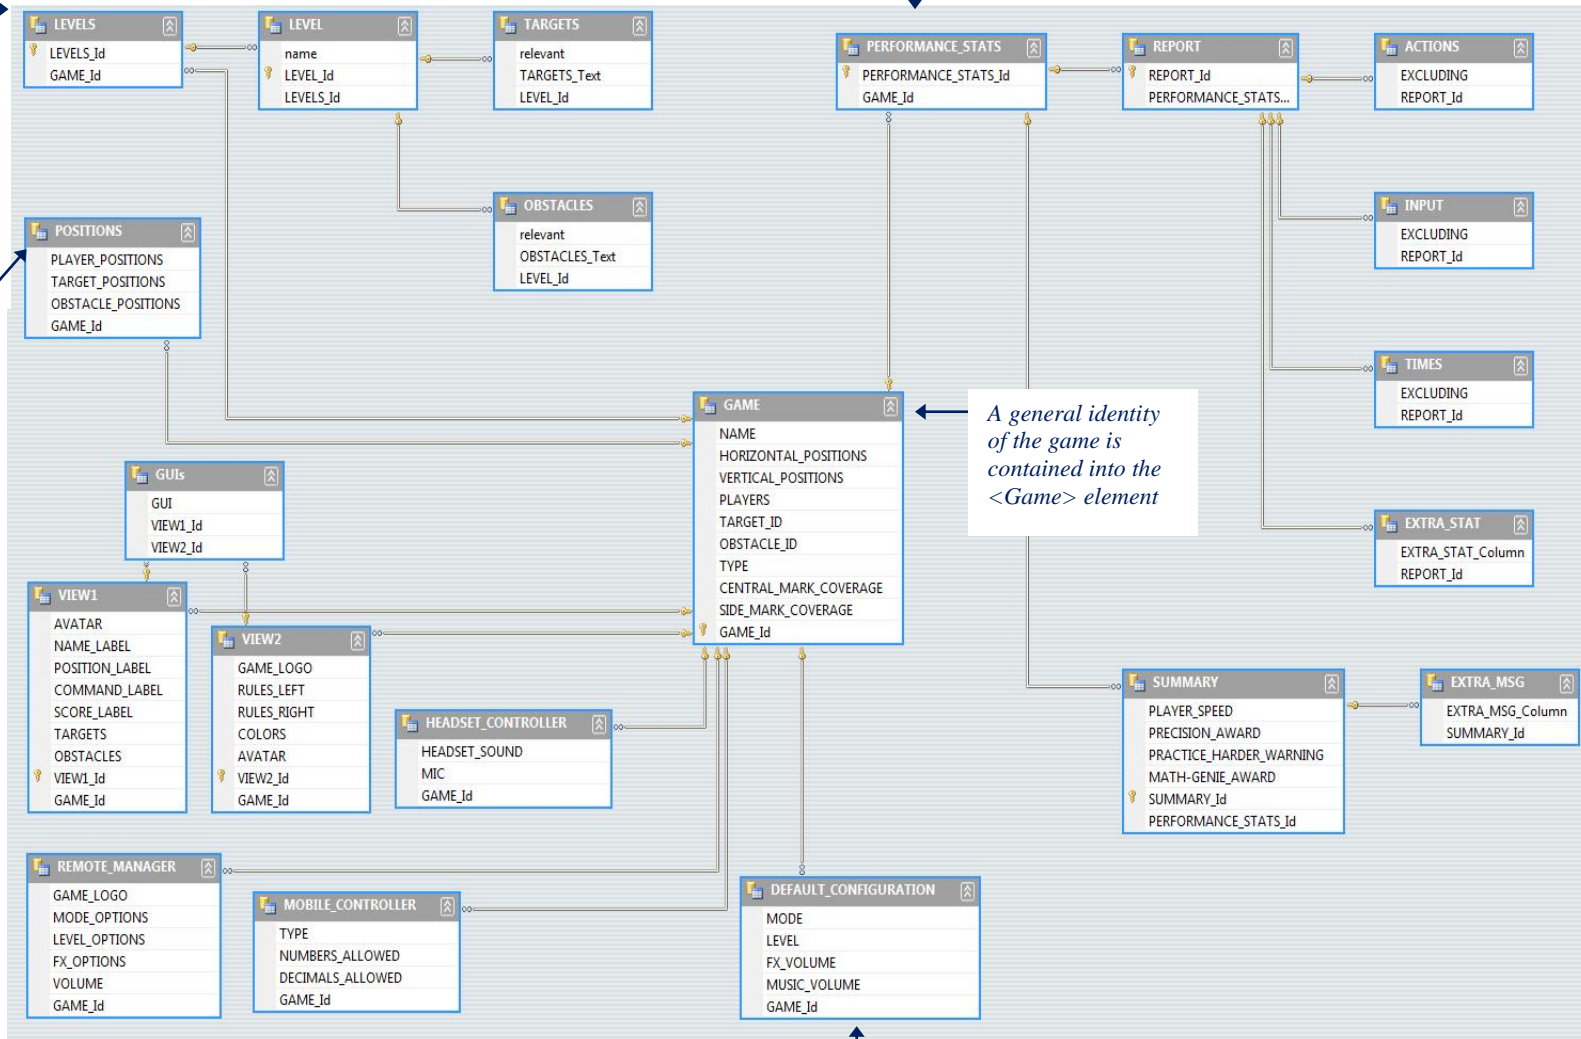 LEVELS
LEVELS_Id
GAME_Id
LEVEL
name
LEVEL_Id
LEVELS_Id
TARGETS
relevant
TARGETS_Text
LEVEL_Id
PERFORMANCE_STATS
PERFORMANCE_STATS_Id
GAME_Id
REPORT
REPORT_Id
PERFORMANCE_STATS...
ACTIONS
EXCLUDING
REPORT_Id
OBSTACLES
relevant
OBSTACLES_Text
LEVEL_Id
INPUT
EXCLUDING
REPORT_Id
POSITIONS
PLAYER_POSITIONS
TARGET_POSITIONS
OBSTACLE_POSITIONS
GAME_Id
TIMES
EXCLUDING
REPORT_Id
GAME
NAME
HORIZONTAL_POSITIONS
VERTICAL_POSITIONS
PLAYERS
TARGET_ID
OBSTACLE_ID
TYPE
CENTRAL_MARK_COVERAGE
SIDE_MARK_COVERAGE
GAME_Id
A general identity
of the game is
contained into the
<Game> element
GUIs
GUI
VIEW1_Id
VIEW2_Id
EXTRA_STAT
EXTRA_STAT_Column
REPORT_Id
VIEW1
AVATAR
NAME_LABEL
POSITION_LABEL
COMMAND_LABEL
SCORE_LABEL
TARGETS
OBSTACLES
VIEW1_Id
GAME_Id
VIEW2
GAME_LOGO
RULES_LEFT
RULES_RIGHT
COLORS
AVATAR
VIEW2_Id
GAME_Id
HEADSET_CONTROLLER
HEADSET_SOUND
MIC
GAME_Id
SUMMARY
PLAYER_SPEED
PRECISION_AWARD
PRACTICE_HARDER_WARNING
MATH-GENIE_AWARD
SUMMARY_Id
PERFORMANCE_STATS_Id
EXTRA_MSG
EXTRA_MSG_Column
SUMMARY_Id
REMOTE_MANAGER
GAME_LOGO
MODE_OPTIONS
LEVEL_OPTIONS
FX_OPTIONS
VOLUME
GAME_Id
MOBILE_CONTROLLER
TYPE
NUMBERS_ALLOWED
DECIMALS_ALLOWED
GAME_Id
DEFAULT_CONFIGURATION
MODE
LEVEL
FX_VOLUME
MUSIC_VOLUME
GAME_Id